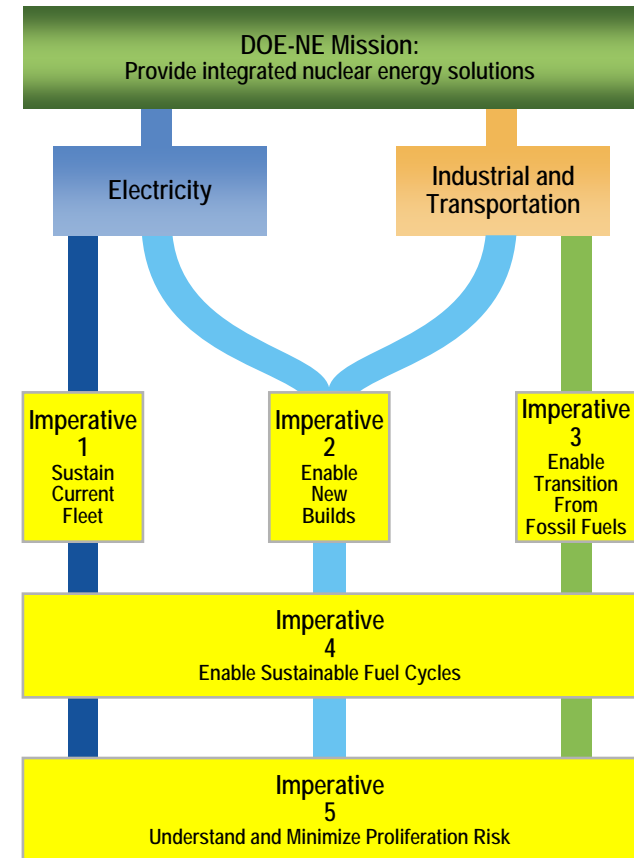 DOE-NE Mission:
Provide integrated nuclear energy solutions
Electricity
Industrial and
Transportation
Imperative
1
Sustain
Current
Fleet
Imperative
2
Enable
New
Builds
Imperative
3
Enable
Transition
From
Fossil Fuels
Imperative
4
Enable Sustainable Fuel Cycles
Imperative
5
Understand and Minimize Proliferation Risk